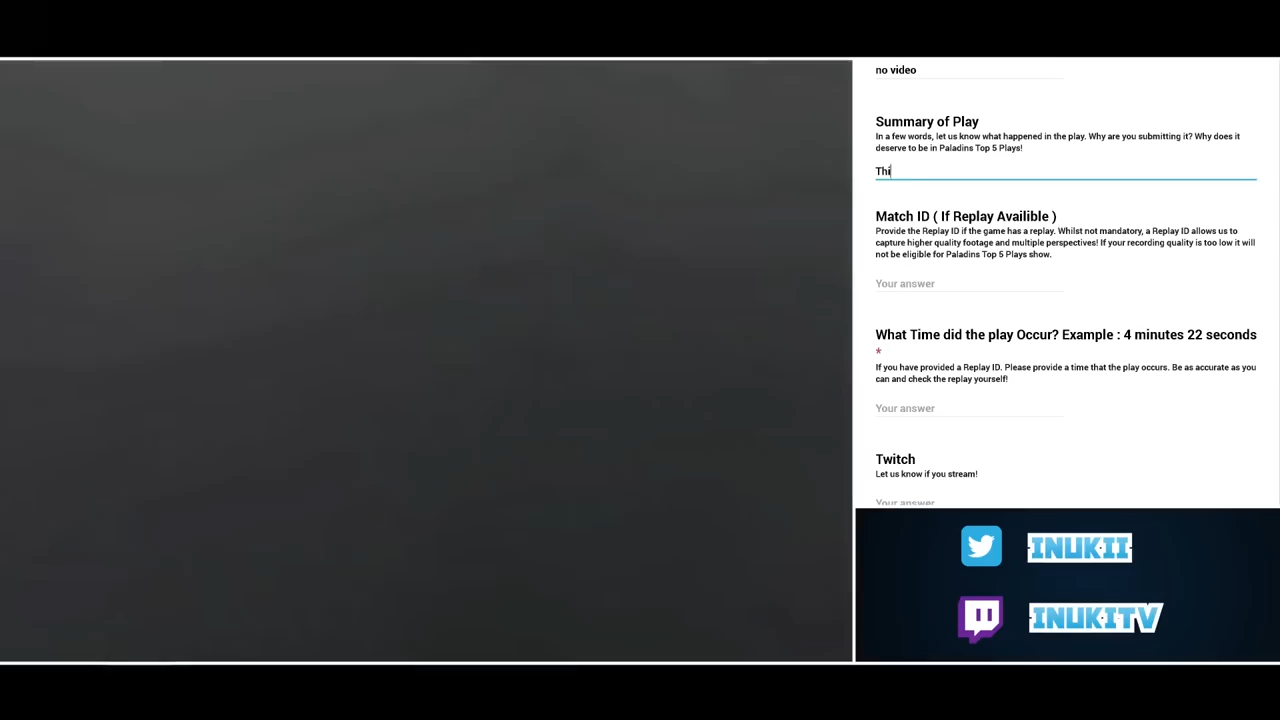 no video
Summary of Play
In a few words, let us know what happened in the play. Why are you submitting it? Why does it
deserve to be in Paladins Top 5 Plays!
Thi
Match ID ( If Replay Availible )
Provide the Replay ID if the game has a replay. Whilst not mandatory, a Replay ID allows us to
capture higher quality footage and multiple perspectives! If your recording quality is too low it will
not be eligible for Paladins Top 5 Plays show.
Your answer
What Time did the play Occur? Example : 4 minutes 22 seconds
*
If you have provided a Replay ID. Please provide a time that the play occurs. Be as accurate as you
can and check the replay yourself!
Your answer
Twitch
Let us know if you stream!
Your answer
INUKII
INUKITV